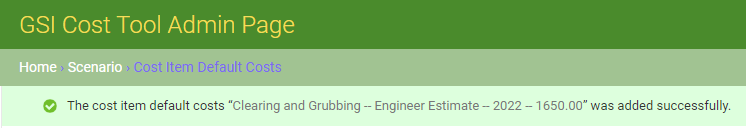 GSI Cost Tool Admin Page
Home › Scenario › Cost Item Default Costs
The cost item default costs “Clearing and Grubbing -- Engineer Estimate -- 2022 -- 1650.00” was added successfully.